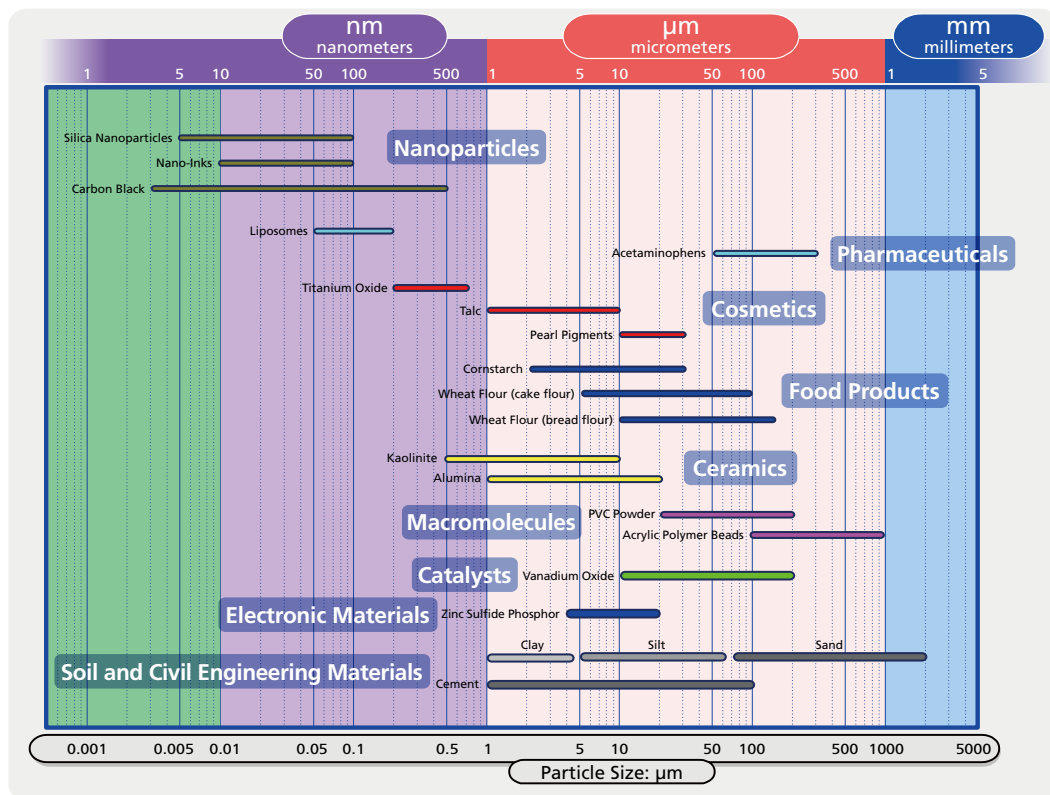 nm
nanometers
µm
micrometers
mm
millimeters
1 5 10 50 100 500 1 5 10 50 100 500 1 5
Silica Nanoparticles
Nanoparticles
Nano-Inks
Carbon Black
Liposomes
Acetaminophens
Pharmaceuticals
Titanium Oxide
Talc
Cosmetics
Pearl Pigments
Cornstarch
Wheat Flour (cake flour)
Food Products
Wheat Flour (bread flour)
Kaolinite
Ceramics
Alumina
Macromolecules
PVC Powder
Acrylic Polymer Beads
Catalysts
Vanadium Oxide
Electronic Materials
Zinc Sulfide Phosphor
Clay Silt Sand
Soil and Civil Engineering Materials
Cement
0.001 0.005 0.01 0.05 0.1 0.5 1 5 10 50 100 500 1000 5000
Particle Size: µm